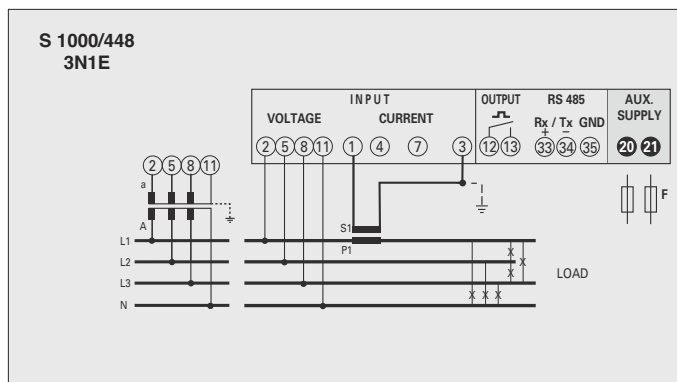 S 1000/448
3N1E
INPUT
OUTPUT
RS 485
AUX.
SUPPLY
VOLTAGE
CURRENT
Rx / Tx GND
+ −
2 5 8 11 1 4 7 3 12 13 33 34 35 20 21
2 5 8 11
a
A
F
S1
P1
L1
L2
L3
N
X
X X
X
X X X
LOAD